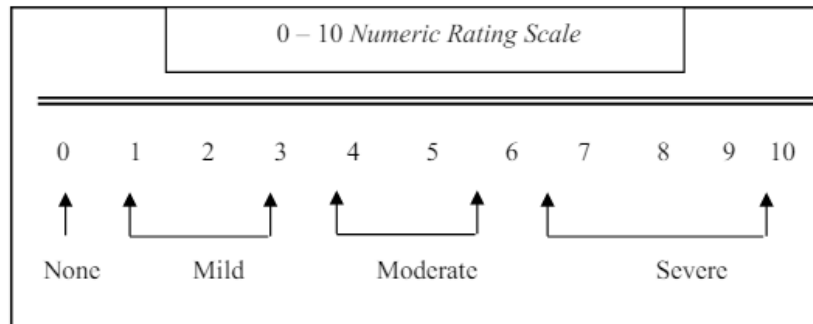 0 – 10 Numeric Rating Scale
0 1 2 3 4 5 6 7 8 9 10
None Mild Moderate Severe